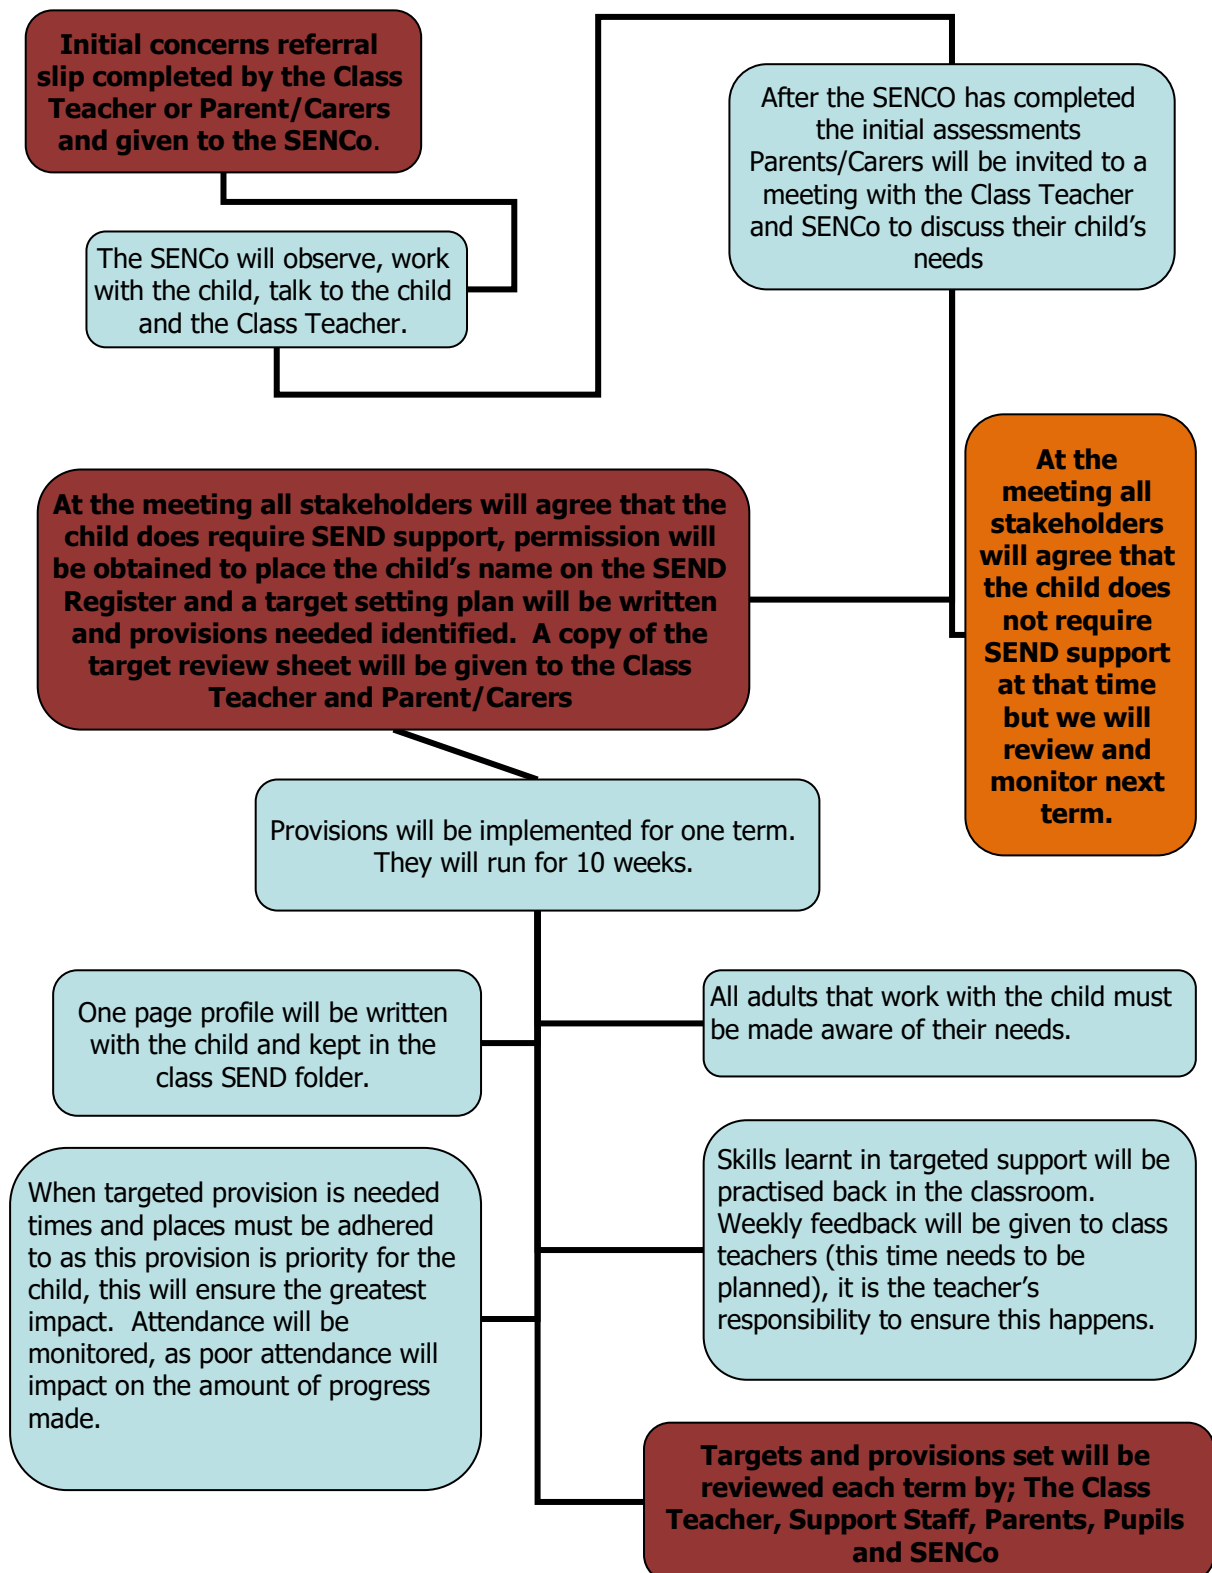 Initial concerns referral
slip completed by the Class
Teacher or Parent/Carers
and given to the SENCo.
The SENCo will observe, work
with the child, talk to the child
and the Class Teacher.
After the SENCO has completed
the initial assessments
Parents/Carers will be invited to a
meeting with the Class Teacher
and SENCo to discuss their child's
needs
At the meeting all stakeholders will agree that the
child does require SEND support, permission will
be obtained to place the child's name on the SEND
Register and a target setting plan will be written
and provisions needed identified.  A copy of the
target review sheet will be given to the Class
Teacher and Parent/Carers
At the
meeting all
stakeholders
will agree that
the child does
not require
SEND support
at that time
but we will
review and
monitor next
term.
Provisions will be implemented for one term.
They will run for 10 weeks.
One page profile will be written
with the child and kept in the
class SEND folder.
All adults that work with the child must
be made aware of their needs.
When targeted provision is needed
times and places must be adhered
to as this provision is priority for the
child, this will ensure the greatest
impact.  Attendance will be
monitored, as poor attendance will
impact on the amount of progress
made.
Skills learnt in targeted support will be
practised back in the classroom.
Weekly feedback will be given to class
teachers (this time needs to be
planned), it is the teacher's
responsibility to ensure this happens.
Targets and provisions set will be
reviewed each term by; The Class
Teacher, Support Staff, Parents, Pupils
and SENCo